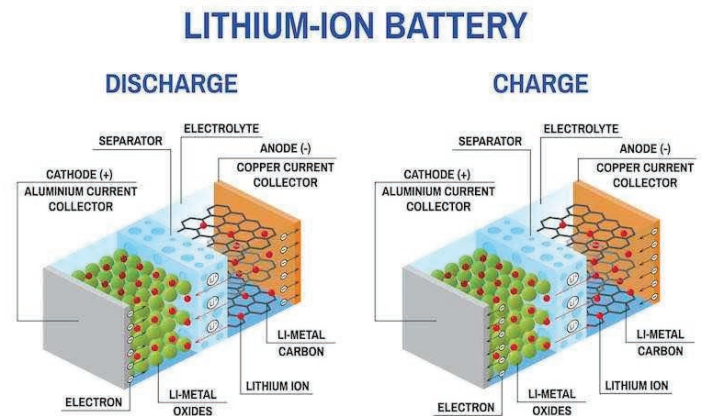 LITHIUM-ION BATTERY
DISCHARGE
ELECTROLYTE
SEPARATOR
ANODE (-)
COPPER CURRENT
COLLECTOR
CATHODE (+)
ALUMINIUM CURRENT
COLLECTOR
LI-METAL
CARBON
LITHIUM ION
LI-METAL
OXIDES
ELECTRON
CHARGE
ELECTROLYTE
SEPARATOR
ANODE (-)
COPPER CURRENT
COLLECTOR
CATHODE (+)
ALUMINIUM CURRENT
COLLECTOR
LI-METAL
CARBON
LITHIUM ION
LI-METAL
OXIDES
ELECTRON